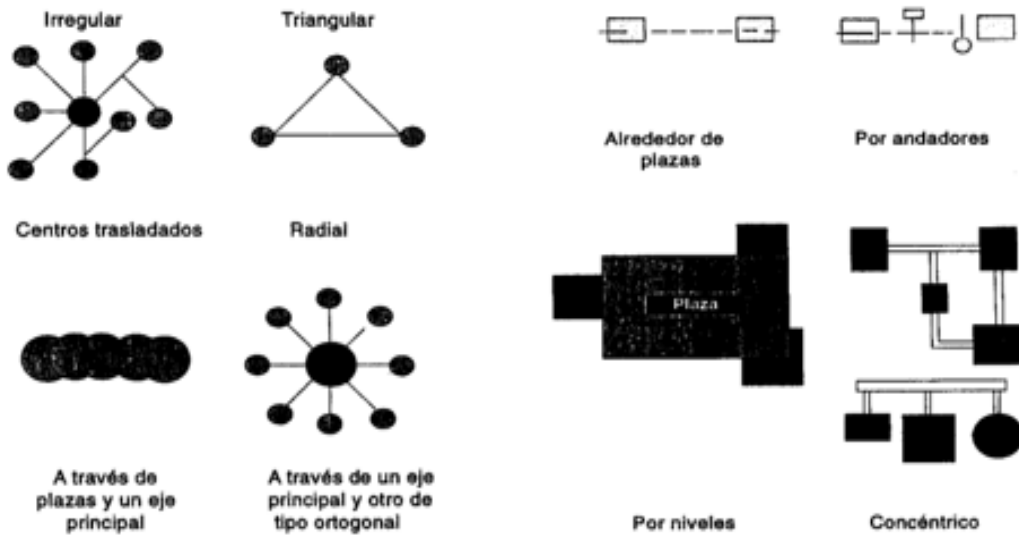 Irregular
Triangular
Alrededor de
plazas
Por andadores
Centros trasladados
Radial
Plaza
A través de
plazas y un eje
principal
A través de un eje
principal y otro de
tipo ortogonal
Por niveles
Concéntrico